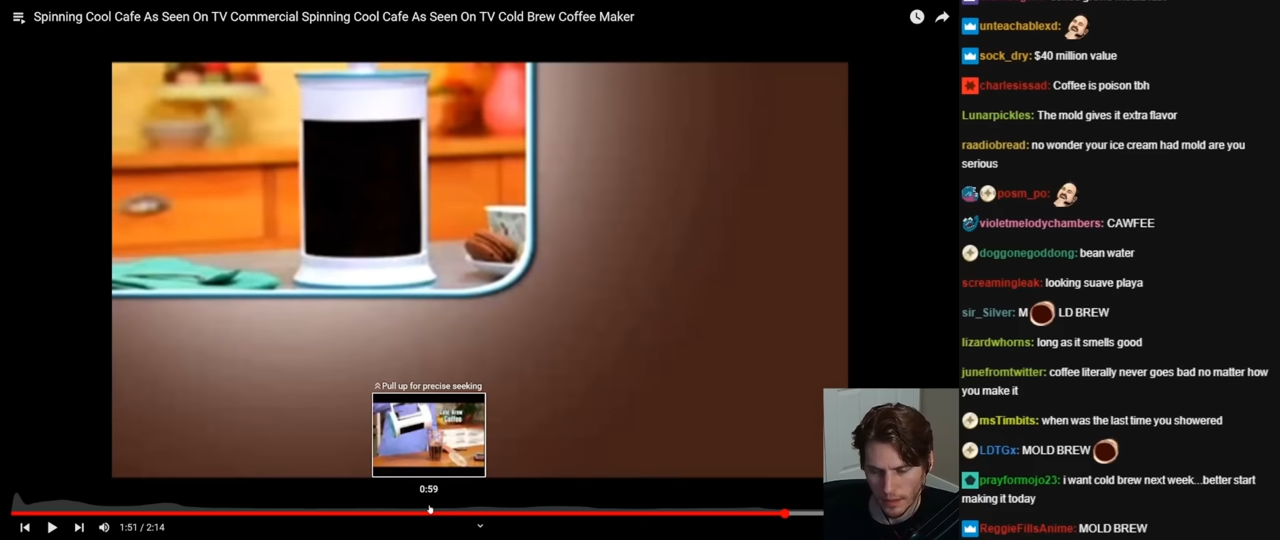 Spinning Cool Cafe As Seen On TV Commercial Spinning Cool Cafe As Seen On TV Cold Brew Coffee Maker
Pull up for precise seeking
Brew
Coffee
0:59
1:51 / 2:14
unteachablexd:
sock_dry: $40 million value
charlesissad: Coffee is poison tbh
Lunarpickles: The mold gives it extra flavor
raadiobread: no wonder your ice cream had mold are you
serious
posm_po:
violetmelodychambers: CAWFEE
doggonegoddong: bean water
screamingleak: looking suave playa
sir_Silver: M LD BREW
lizardwhorns: long as it smells good
junefromtwitter: coffee literally never goes bad no matter how
you make it
msTimbits: when was the last time you showered
LDTGx: MOLD BREW
prayformojo23: i want cold brew next week...better start
making it today
ReggieFillsAnime: MOLD BREW